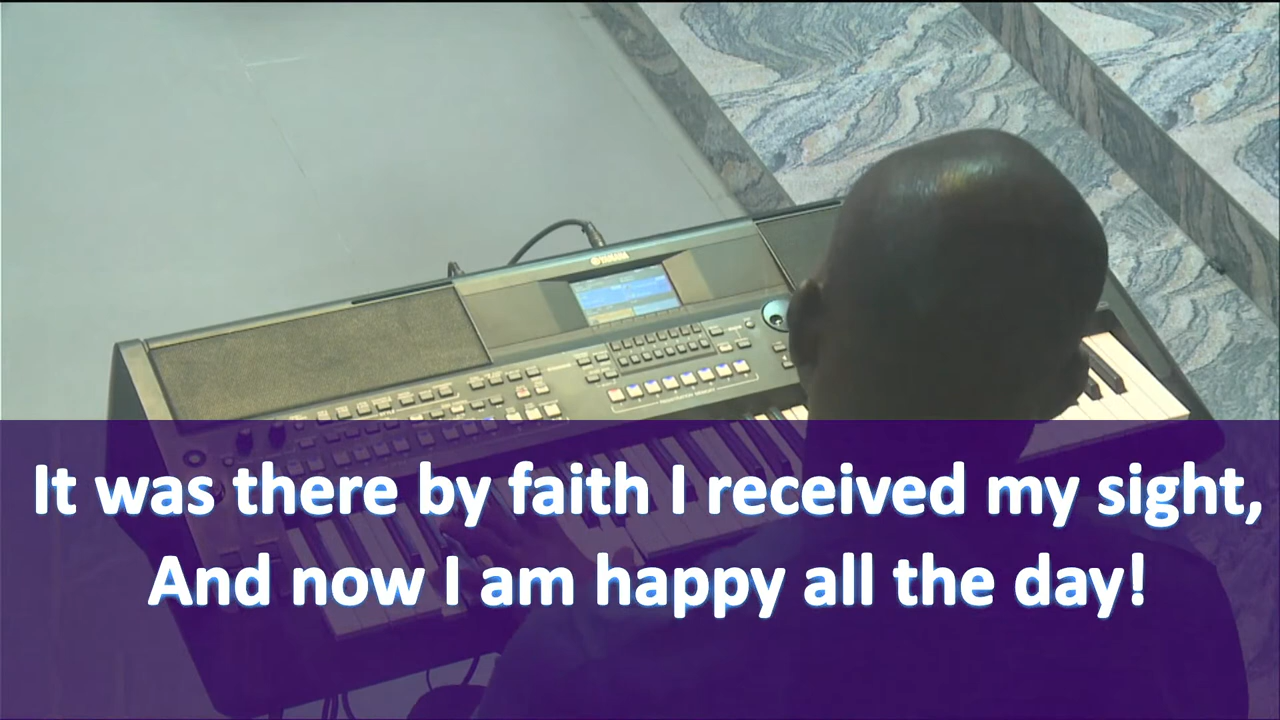 YAMAHA
It was there by faith I received my sight,
And now I am happy all the day!